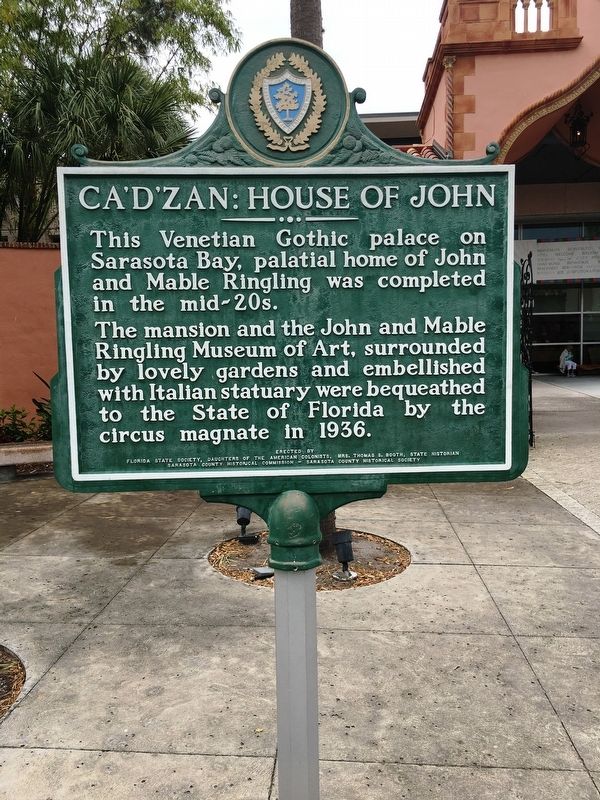 CA'D'ZAN: HOUSE OF JOHN
This Venetian Gothic palace on
Sarasota Bay, palatial home of John
and Mable Ringling was completed
in the mid-20s.
The mansion and the John and Mable
Ringling Museum of Art, surrounded
by lovely gardens and embellished
with Italian statuary were bequeathed
to the State of Florida by the
circus magnate in 1936.
ERECTED BY
FLORIDA STATE SOCIETY, DAUGHTERS OF THE AMERICAN COLONISTS, MRS. THOMAS S. BOOTH, STATE HISTORIAN
SARASOTA COUNTY HISTORICAL COMMISSION - SARASOTA COUNTY HISTORICAL SOCIETY